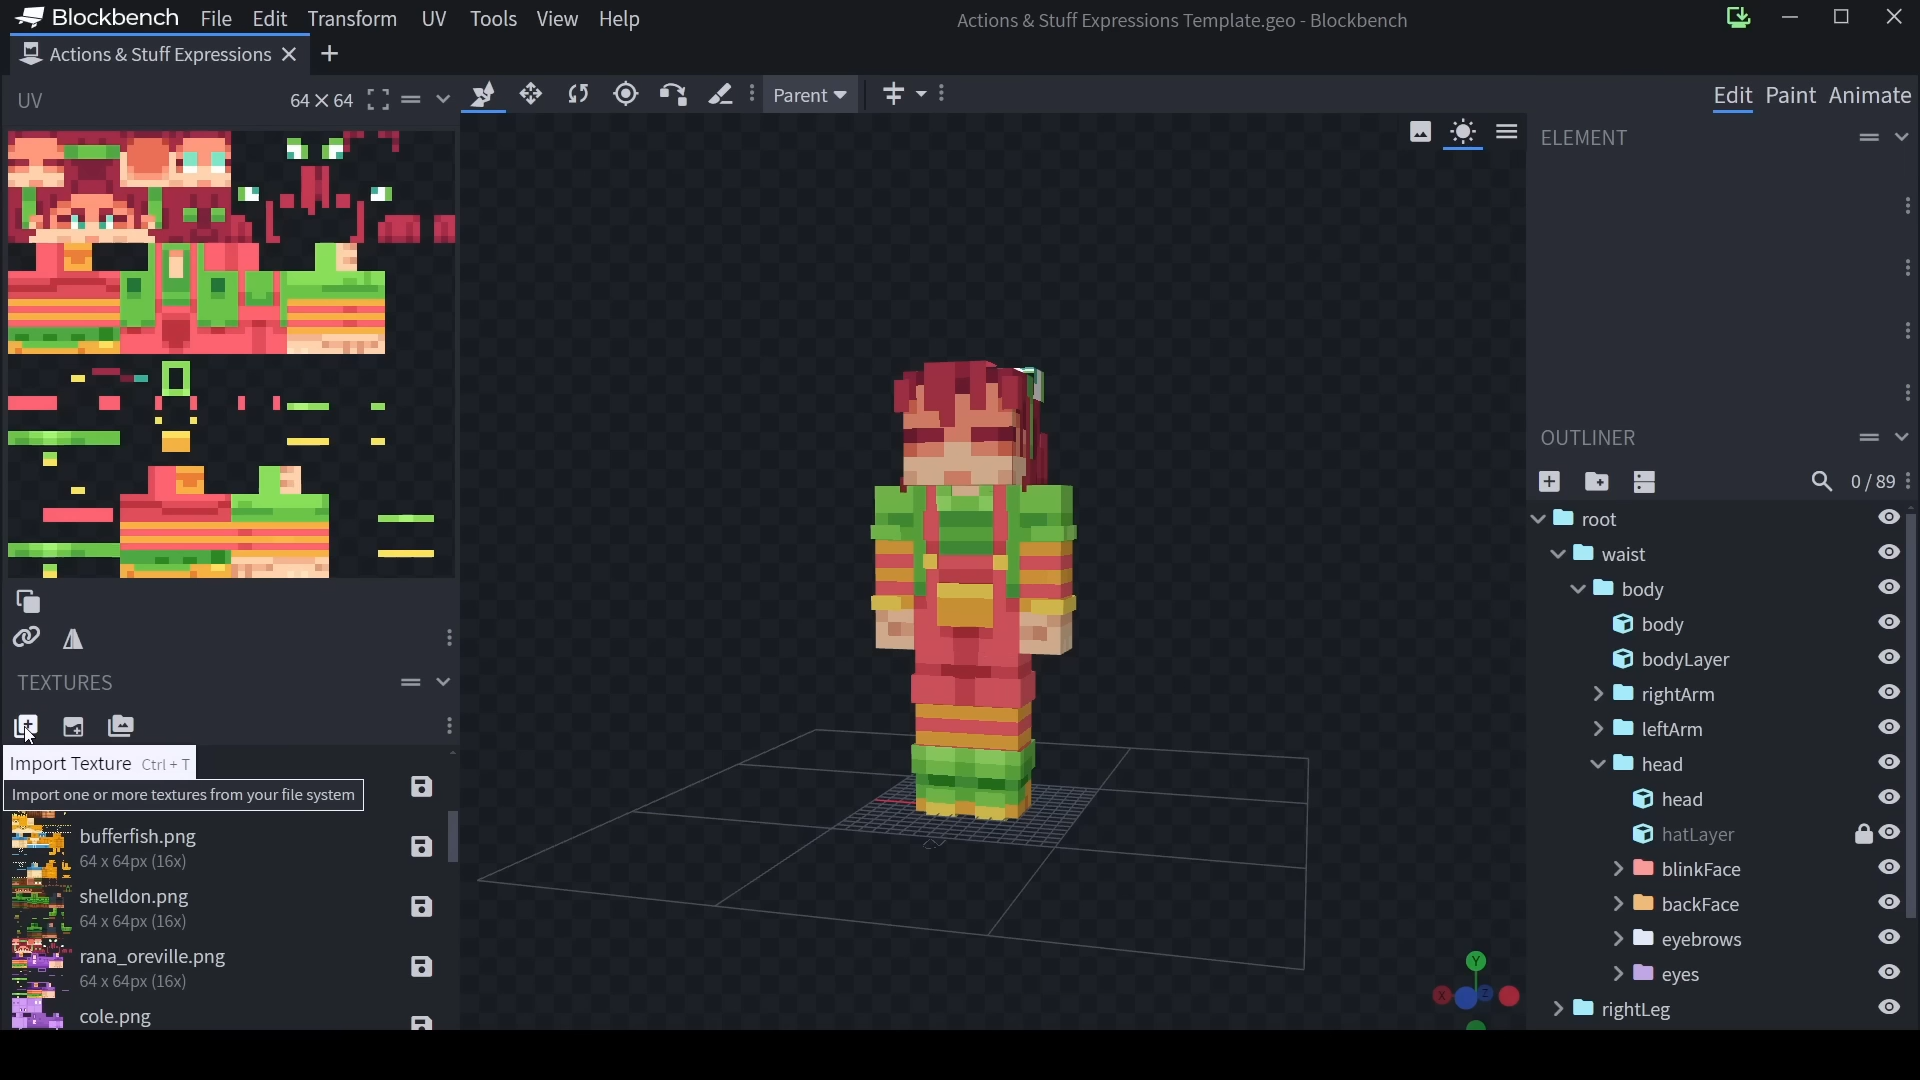 Blockbench File Edit Transform UV Tools View Help
Actions & Stuff Expressions Template.geo - Blockbench
Actions & Stuff Expressions
UV 64×64
Parent
Edit Paint Animate
ELEMENT
OUTLINER
0 / 89
root
waist
body
body
bodyLayer
rightArm
leftArm
head
head
hatLayer
blinkFace
backFace
eyebrows
eyes
rightLeg
TEXTURES
Import Texture Ctrl + T
Import one or more textures from your file system
bufferfish.png
64 x 64px (16x)
shelldon.png
64 x 64px (16x)
rana_oreville.png
64 x 64px (16x)
cole.png
Y
X
Z